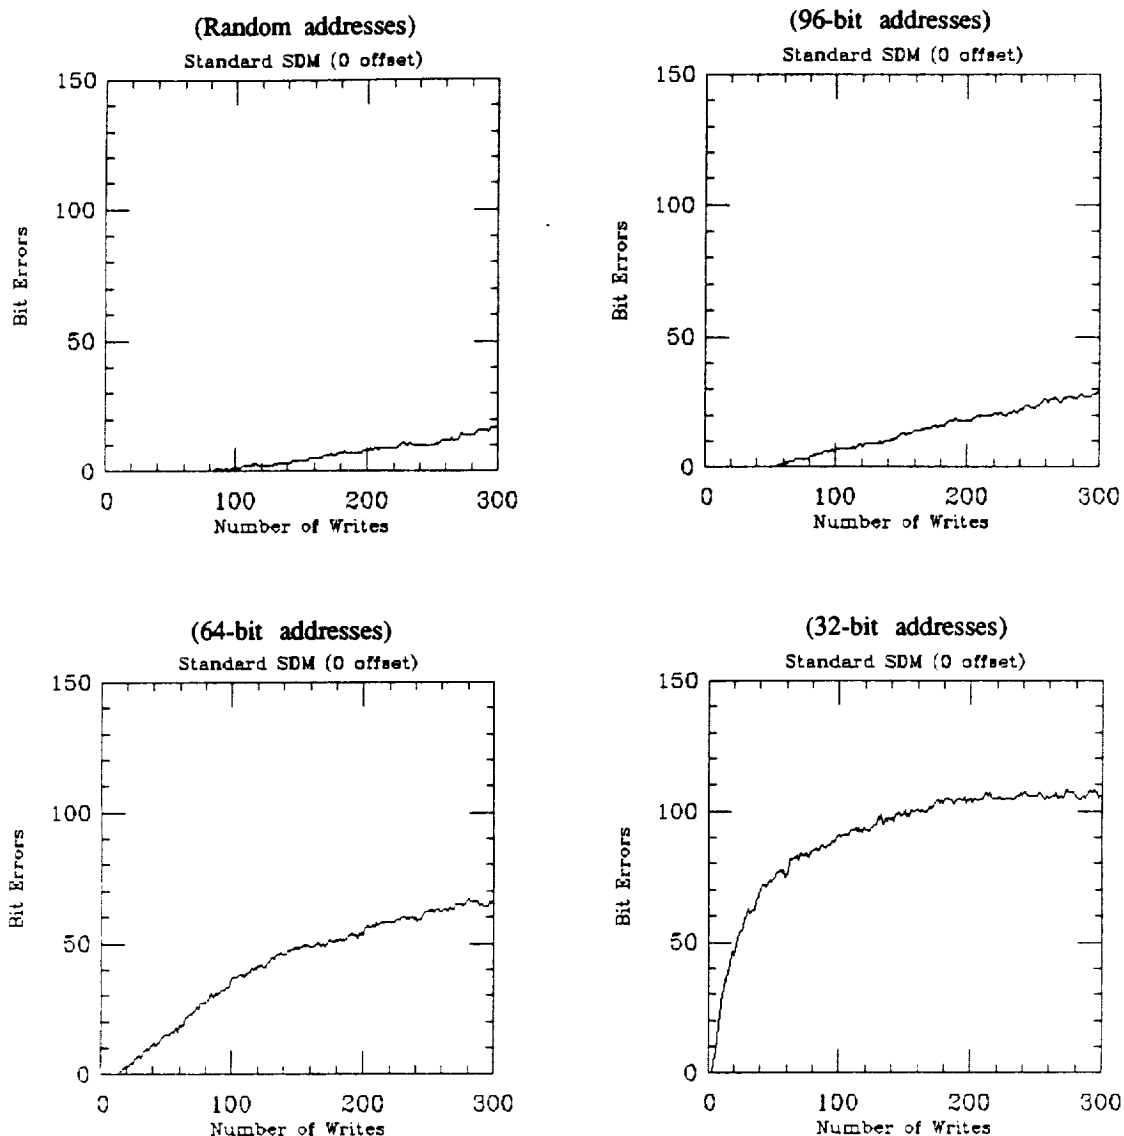 (Random addresses)
Standard SDM (0 offset)
150
100
50
0
Bit Errors
0 100 200 300
Number of Writes
(96-bit addresses)
Standard SDM (0 offset)
150
100
50
0
Bit Errors
0 100 200 300
Number of Writes
(64-bit addresses)
Standard SDM (0 offset)
150
100
50
0
Bit Errors
0 100 200 300
Number of Writes
(32-bit addresses)
Standard SDM (0 offset)
150
100
50
0
Bit Errors
0 100 200 300
Number of Writes